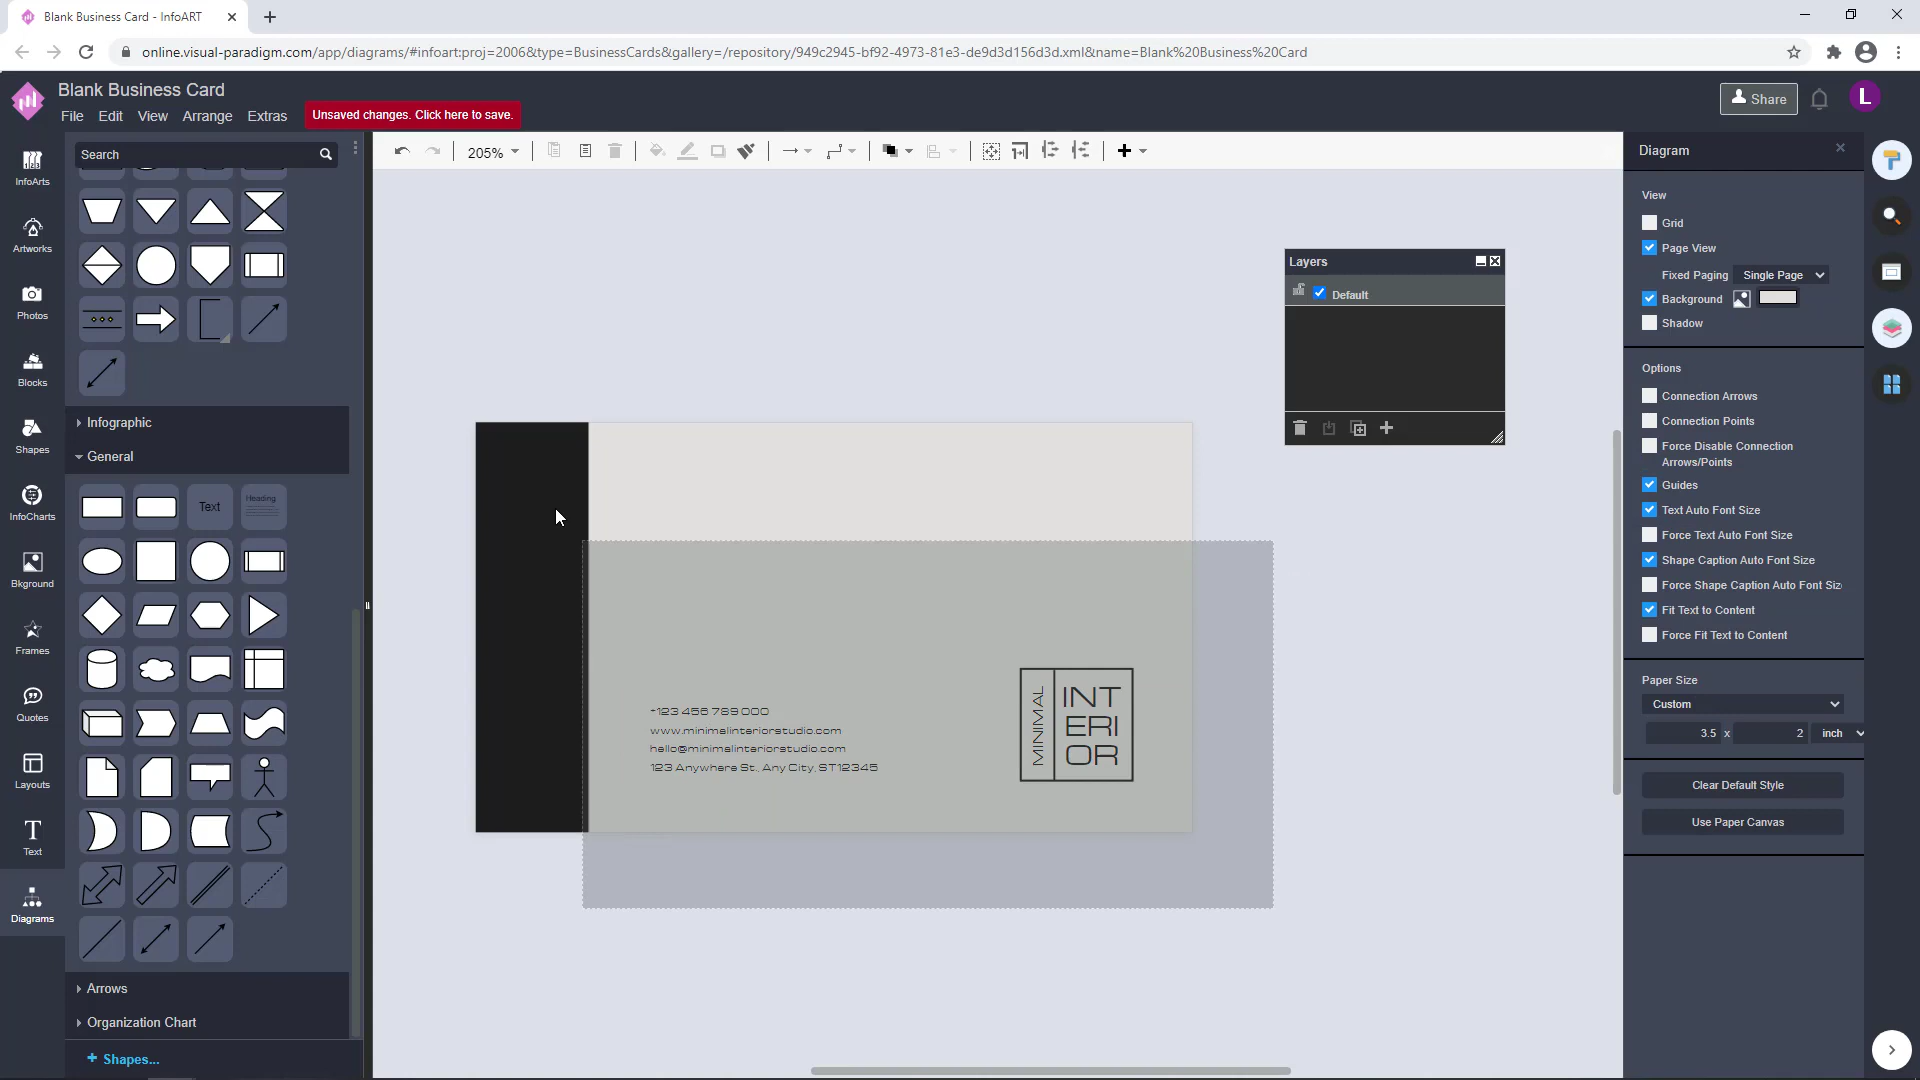 Blank Business Card - InfoART
online.visual-paradigm.com/app/diagrams/#infoart:proj=2006&type=BusinessCards&gallery=/repository/949c2945-bf92-4973-81e3-de9d3d156d3d.xml&name=Blank%20Business%20Card
Blank Business Card
File Edit View Arrange Extras
Unsaved changes. Click here to save.
Share
L
InfoArts
Artworks
Photos
Blocks
Shapes
InfoCharts
Bkground
Frames
Quotes
Layouts
Text
Diagrams
Search
Infographic
General
Text
Heading
Arrows
Organization Chart
+ Shapes...
205%
Layers
Default
+123 456 789 000
www.minimalinteriorstudio.com
hello@minimalinteriorstudio.com
123 Anywhere St., Any City, ST 12345
MINIMAL
INT
ERI
OR
Diagram
View
Grid
Page View
Fixed Paging Single Page
Background
Shadow
Options
Connection Arrows
Connection Points
Force Disable Connection
Arrows/Points
Guides
Text Auto Font Size
Force Text Auto Font Size
Shape Caption Auto Font Size
Force Shape Caption Auto Font Siz
Fit Text to Content
Force Fit Text to Content
Paper Size
Custom
3.5 x 2 inch
Clear Default Style
Use Paper Canvas